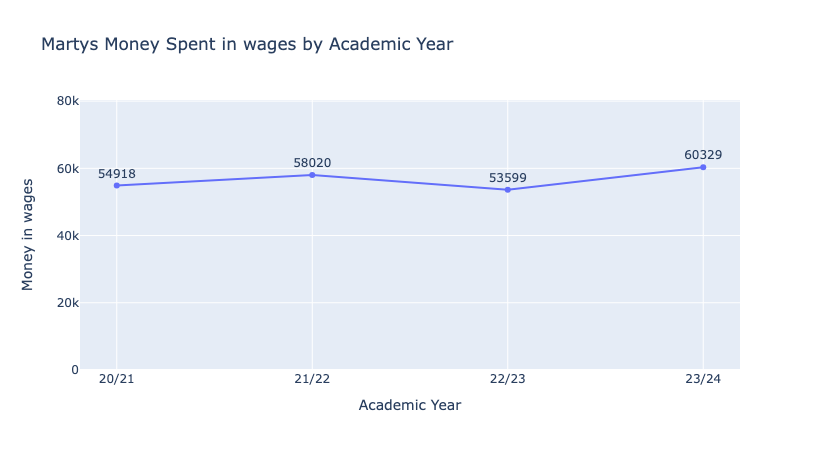 Martys Money Spent in wages by Academic Year
80k
60k
40k
20k
0
Money in wages
54918
58020
53599
60329
20/21
21/22
22/23
23/24
Academic Year